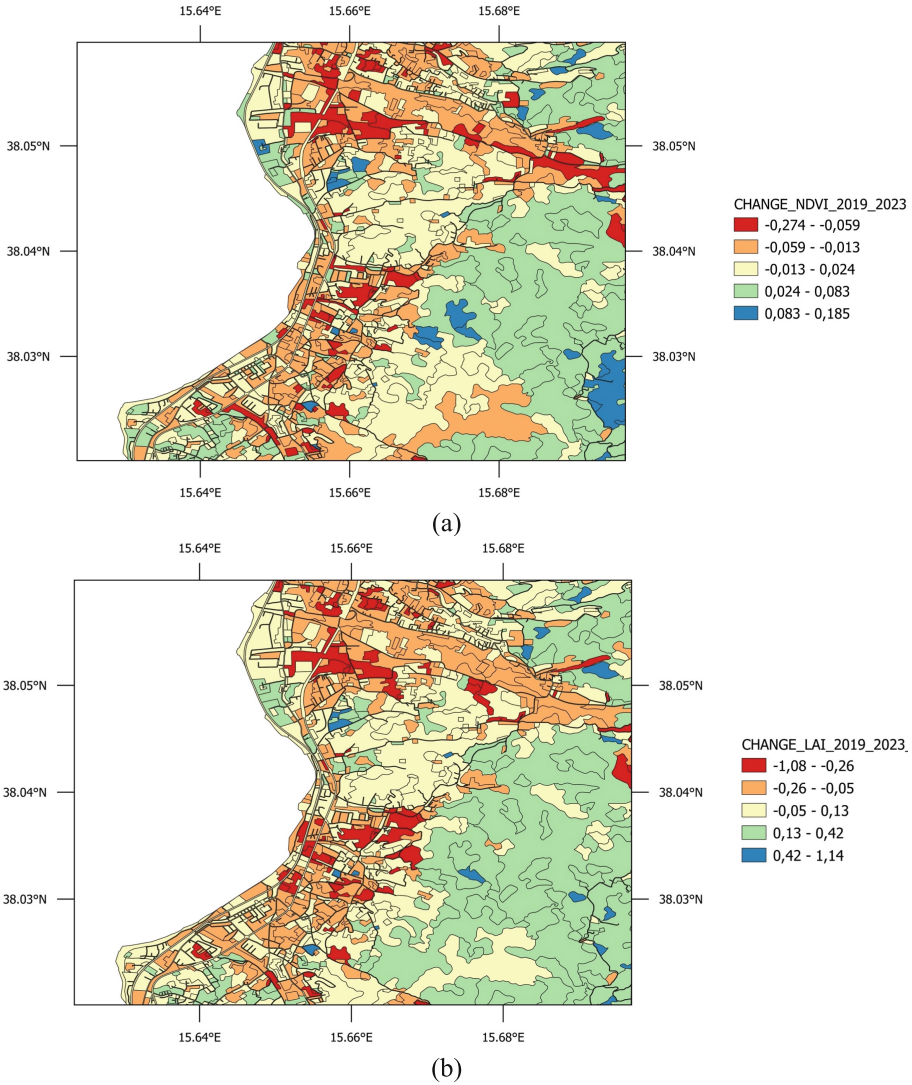 15.64°E 15.66°E 15.68°E
38.05°N 38.05°N
CHANGE_NDVI_2019_2023
-0,274 - -0,059
-0,059 - -0,013
-0,013 - 0,024
0,024 - 0,083
0,083 - 0,185
38.04°N 38.04°N
38.03°N 38.03°N
15.64°E 15.66°E 15.68°E
(a)
15.64°E 15.66°E 15.68°E
38.05°N 38.05°N
CHANGE_LAI_2019_2023_
-1,08 - -0,26
-0,26 - -0,05
-0,05 - 0,13
0,13 - 0,42
0,42 - 1,14
38.04°N 38.04°N
38.03°N 38.03°N
15.64°E 15.66°E 15.68°E
(b)